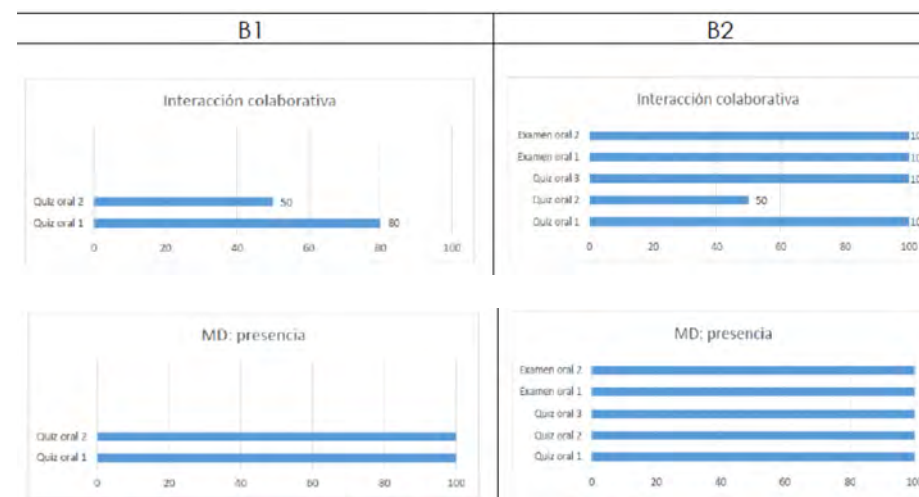 B1
B2
Interacción colaborativa
Quiz oral 2
50
Quiz oral 1
80
0 20 40 60 80 100
Interacción colaborativa
Examen oral 2
Examen oral 1
Quiz oral 3
Quiz oral 2
50
Quiz oral 1
0 20 40 60 80 100
MD: presencia
Quiz oral 2
Quiz oral 1
0 20 40 60 80 100
MD: presencia
Examen oral 2
Examen oral 1
Quiz oral 3
Quiz oral 2
Quiz oral 1
0 20 40 60 80